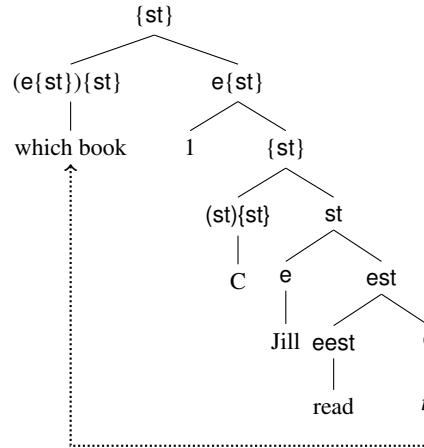 {st}
(e{st}){st} e{st}
which book 1 {st}
(st){st} st
C e est
Jill eest
read